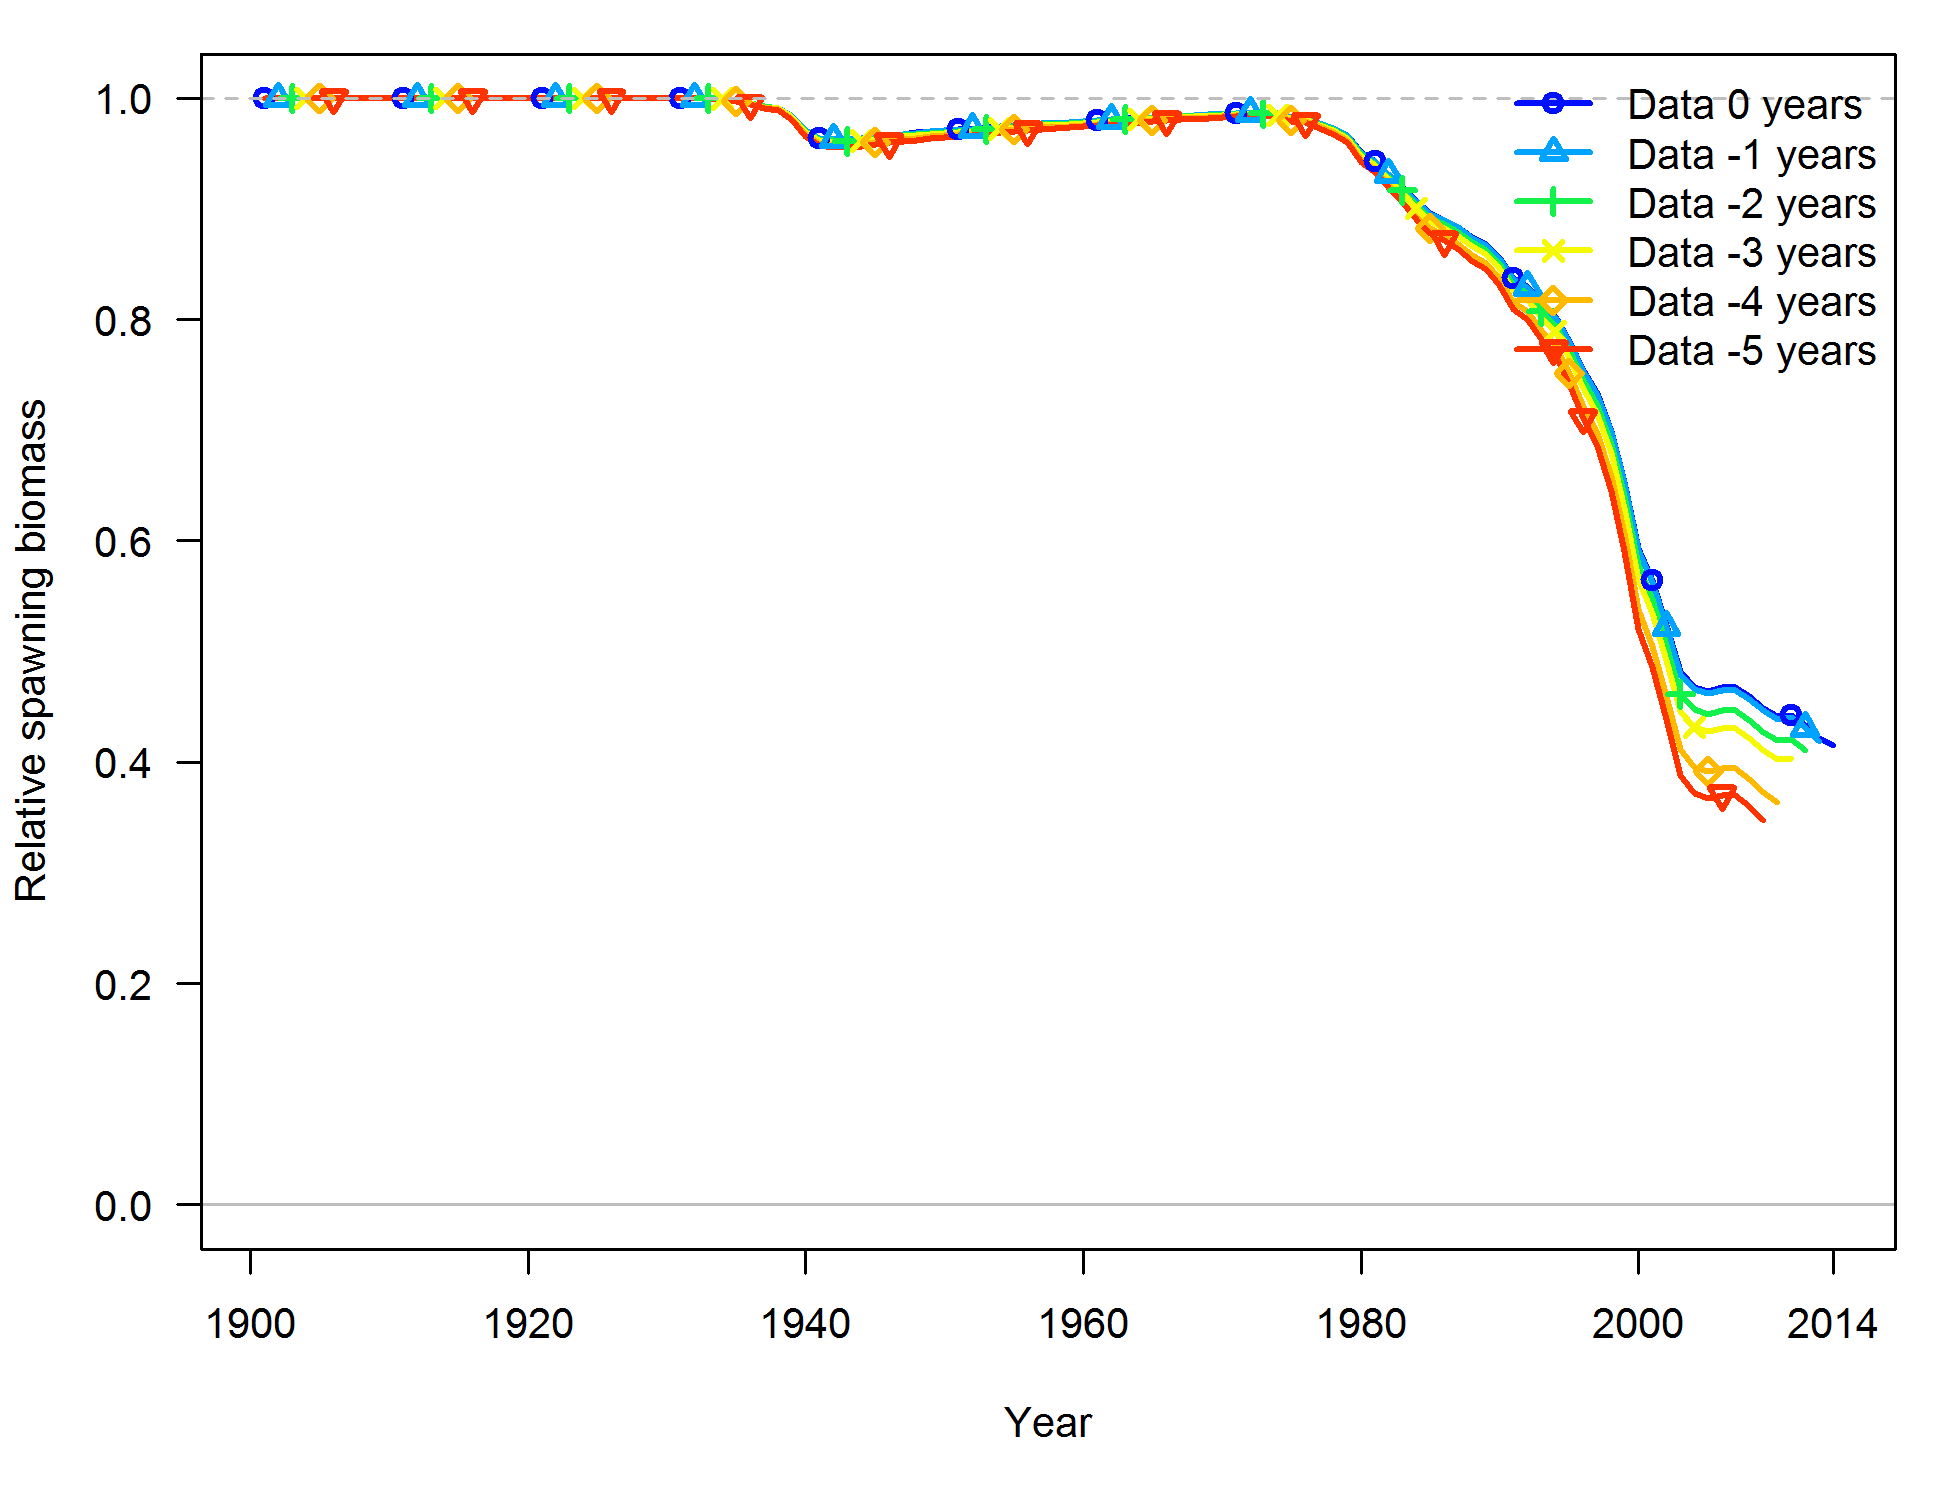 Relative spawning biomass
1.0
0.8
0.6
0.4
0.2
0.0
Data 0 years
Data -1 years
Data -2 years
Data -3 years
Data -4 years
Data -5 years
1900 1920 1940 1960 1980 2000 2014
Year